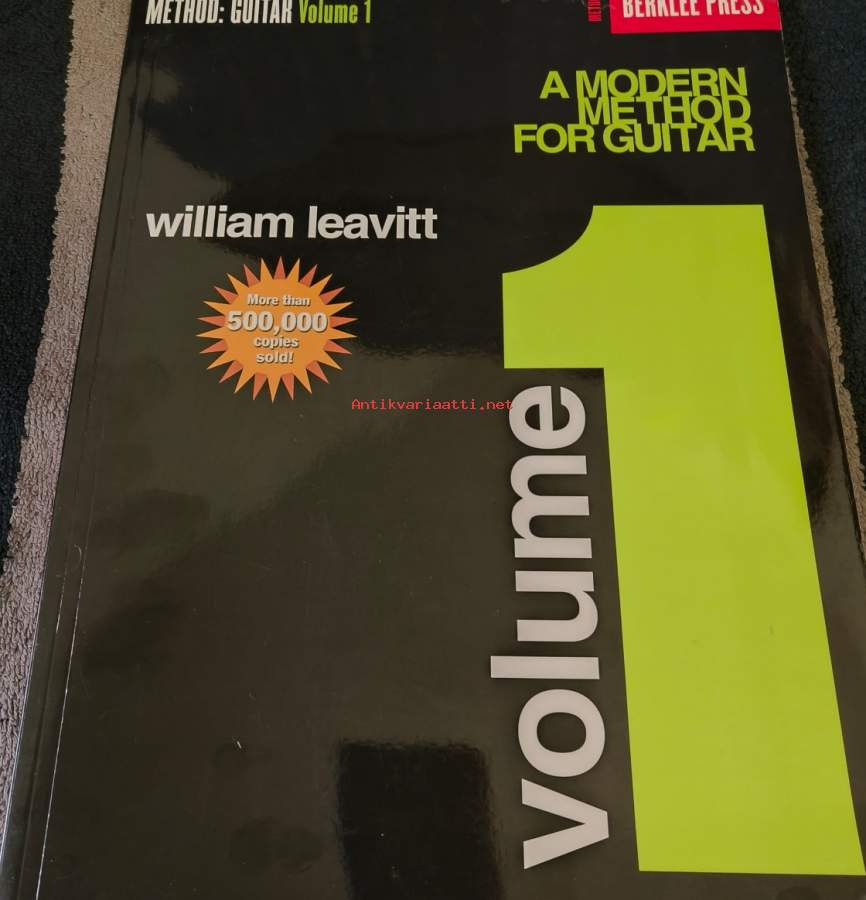 METHOD: GUITAR Volume 1
BERKLEE PRESS
A MODERN
METHOD
FOR GUITAR
william leavitt
More than
500,000
copies
sold!
Antikvariaatti.net
volume
1